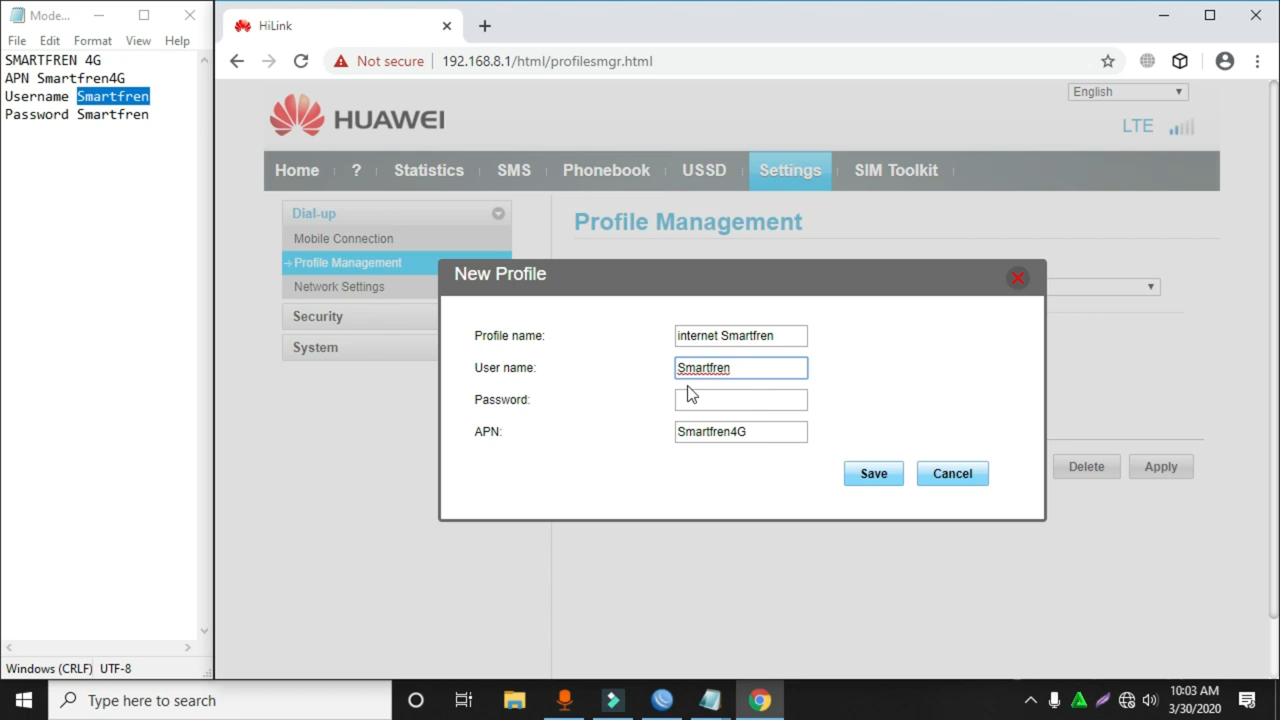 Mode...
File Edit Format View Help
SMARTFREN 4G
APN Smartfren4G
Username Smartfren
Password Smartfren
Windows (CRLF) UTF-8
HiLink
Not secure 192.168.8.1/html/profilesmgr.html
English
HUAWEI
LTE
Home ? Statistics SMS Phonebook USSD Settings SIM Toolkit
Dial-up
Mobile Connection
Profile Management
Network Settings
Security
System
Profile Management
New Profile
Profile name: internet Smartfren
User name: Smartfren
Password:
APN: Smartfren4G
Save Cancel
Delete Apply
Type here to search
10:03 AM
3/30/2020